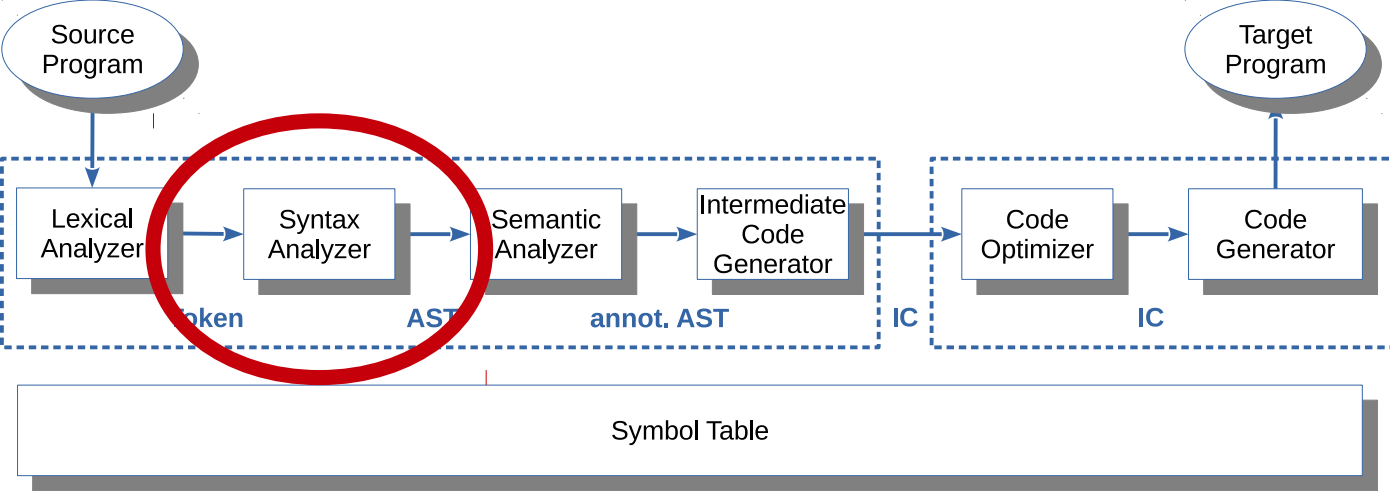 Source
Program
Target
Program
Lexical
Analyzer
Syntax
Analyzer
Semantic
Analyzer
Intermediate
Code
Generator
Code
Optimizer
Code
Generator
Token
AST
annot. AST
IC
IC
Symbol Table